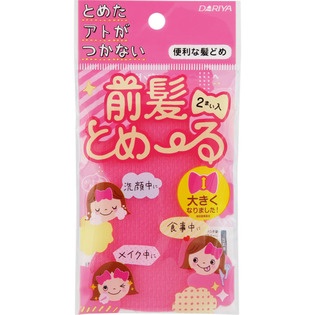 DARIYA
とめた
アトが
つかない
便利な髪どめ
前髪
2まい入
とめ〜る
洗顔中に
大きく
なりました!
食事中に
メイク中に